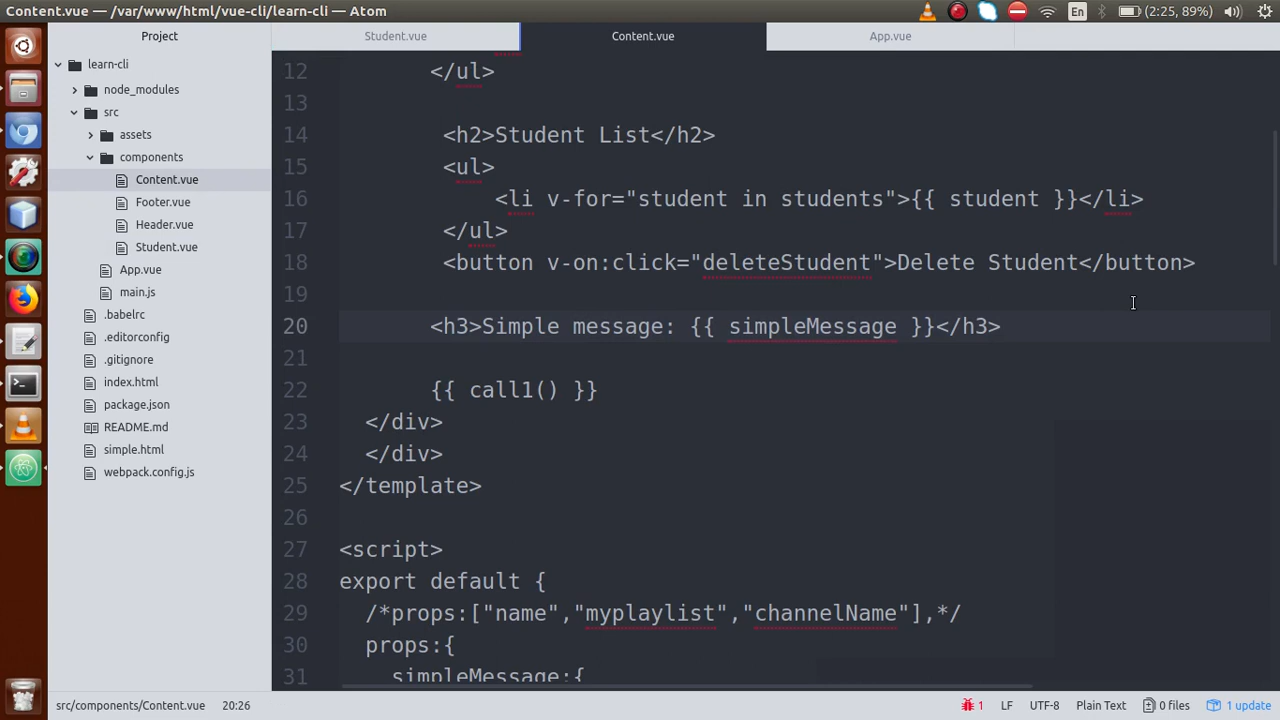 Content.vue — /var/www/html/vue-cli/learn-cli — Atom
En
(2:25, 89%)
Project
Student.vue
Content.vue
App.vue
learn-cli
node_modules
src
assets
components
Content.vue
Footer.vue
Header.vue
Student.vue
App.vue
main.js
.babelrc
.editorconfig
.gitignore
index.html
package.json
README.md
simple.html
webpack.config.js
12 </ul>
13
14 <h2>Student List</h2>
15 <ul>
16 <li v-for="student in students">{{ student }}</li>
17 </ul>
18 <button v-on:click="deleteStudent">Delete Student</button>
19
20 <h3>Simple message: {{ simpleMessage }}</h3>
21
22 {{ call1() }}
23 </div>
24 </div>
25 </template>
26
27 <script>
28 export default {
29 /*props:["name","myplaylist","channelName"],*/
30 props:{
31 simpleMessage:{
src/components/Content.vue 20:26
1 LF UTF-8 Plain Text 0 files 1 update